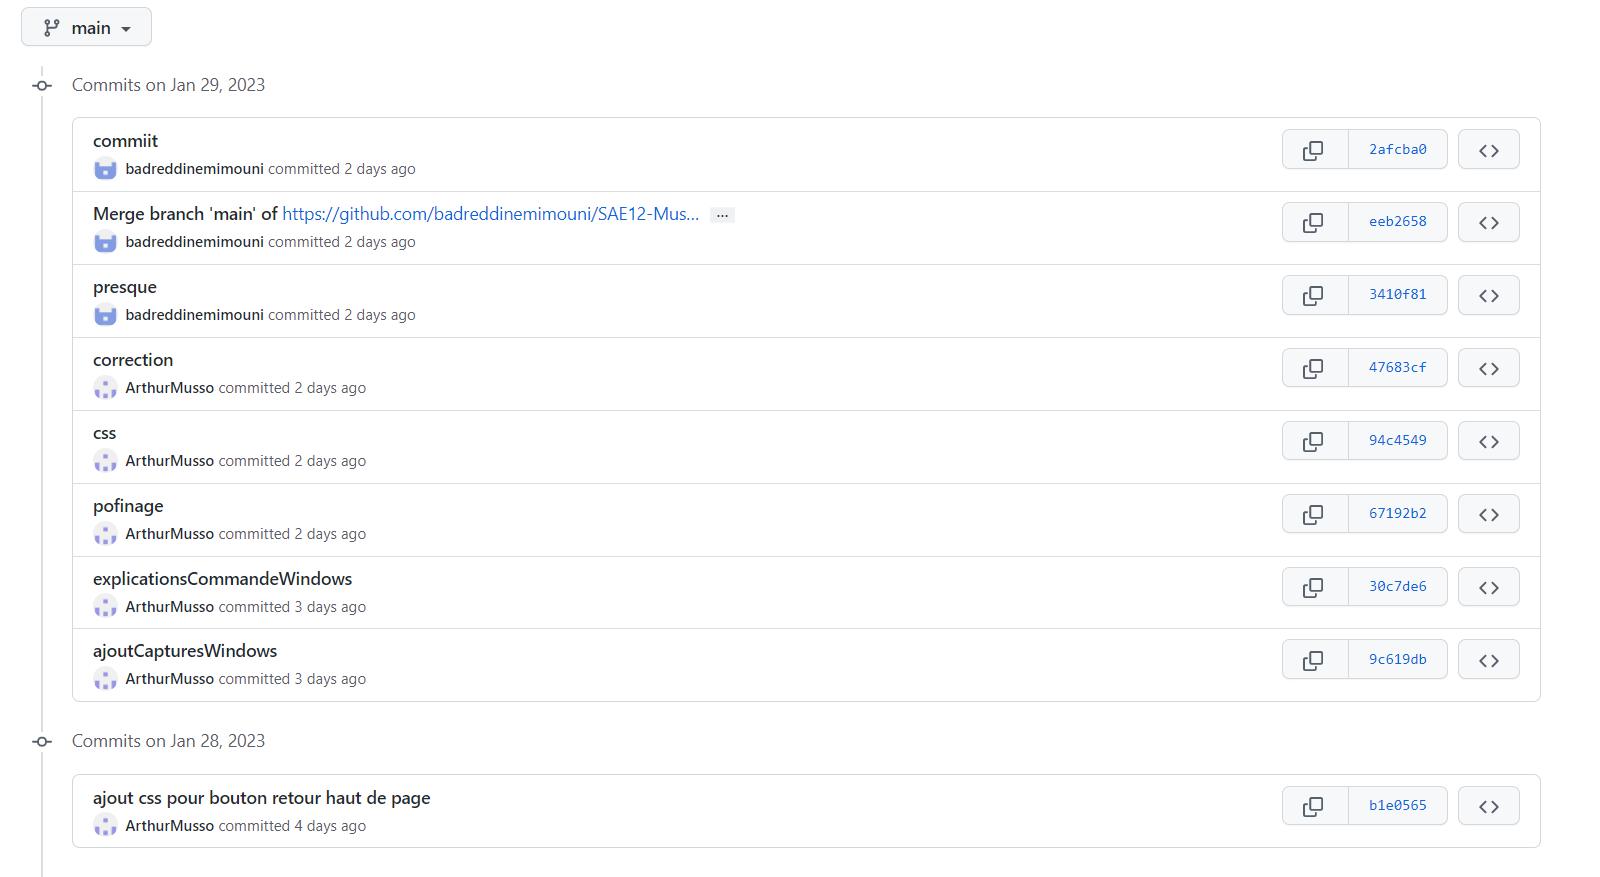 main
Commits on Jan 29, 2023
commiit
2afcba0
badreddinemimouni committed 2 days ago
Merge branch 'main' of https://github.com/badreddinemimouni/SAE12-Mus... ...
eeb2658
badreddinemimouni committed 2 days ago
presque
3410f81
badreddinemimouni committed 2 days ago
correction
47683cf
ArthurMusso committed 2 days ago
css
94c4549
ArthurMusso committed 2 days ago
pofinage
67192b2
ArthurMusso committed 2 days ago
explicationsCommandeWindows
30c7de6
ArthurMusso committed 3 days ago
ajoutCapturesWindows
9c619db
ArthurMusso committed 3 days ago
Commits on Jan 28, 2023
ajout css pour bouton retour haut de page
b1e0565
ArthurMusso committed 4 days ago